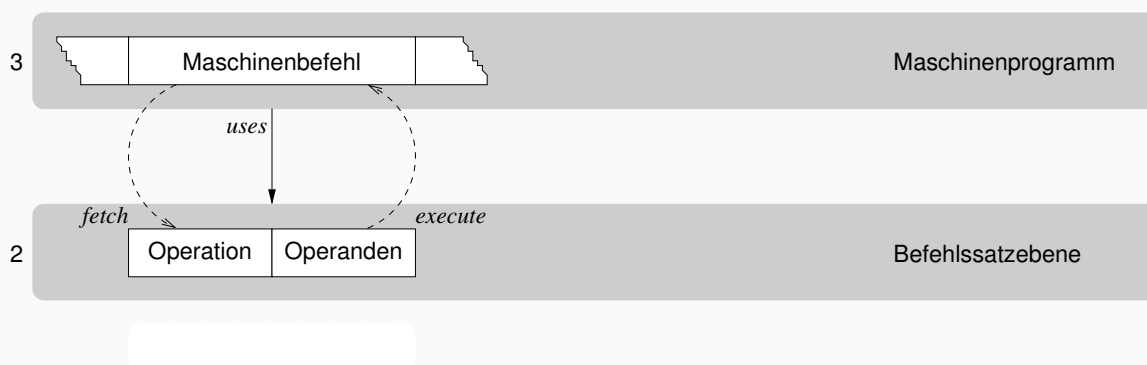 3
Maschinenbefehl
Maschinenprogramm
uses
fetch
execute
2
Operation
Operanden
Befehlssatzebene